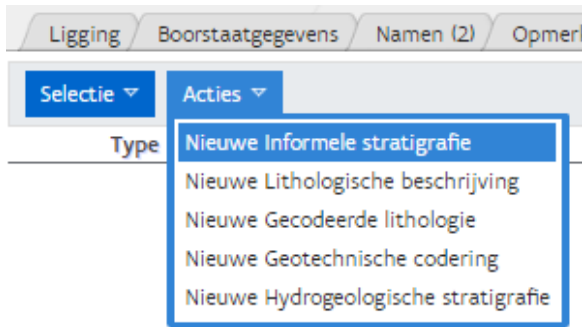 Ligging Boorstaatgegevens Namen (2)
Selectie Acties
Type
Nieuwe Informele stratigrafie
Nieuwe Lithologische beschrijving
Nieuwe Gecodeerde lithologie
Nieuwe Geotechnische codering
Nieuwe Hydrogeologische stratigrafie